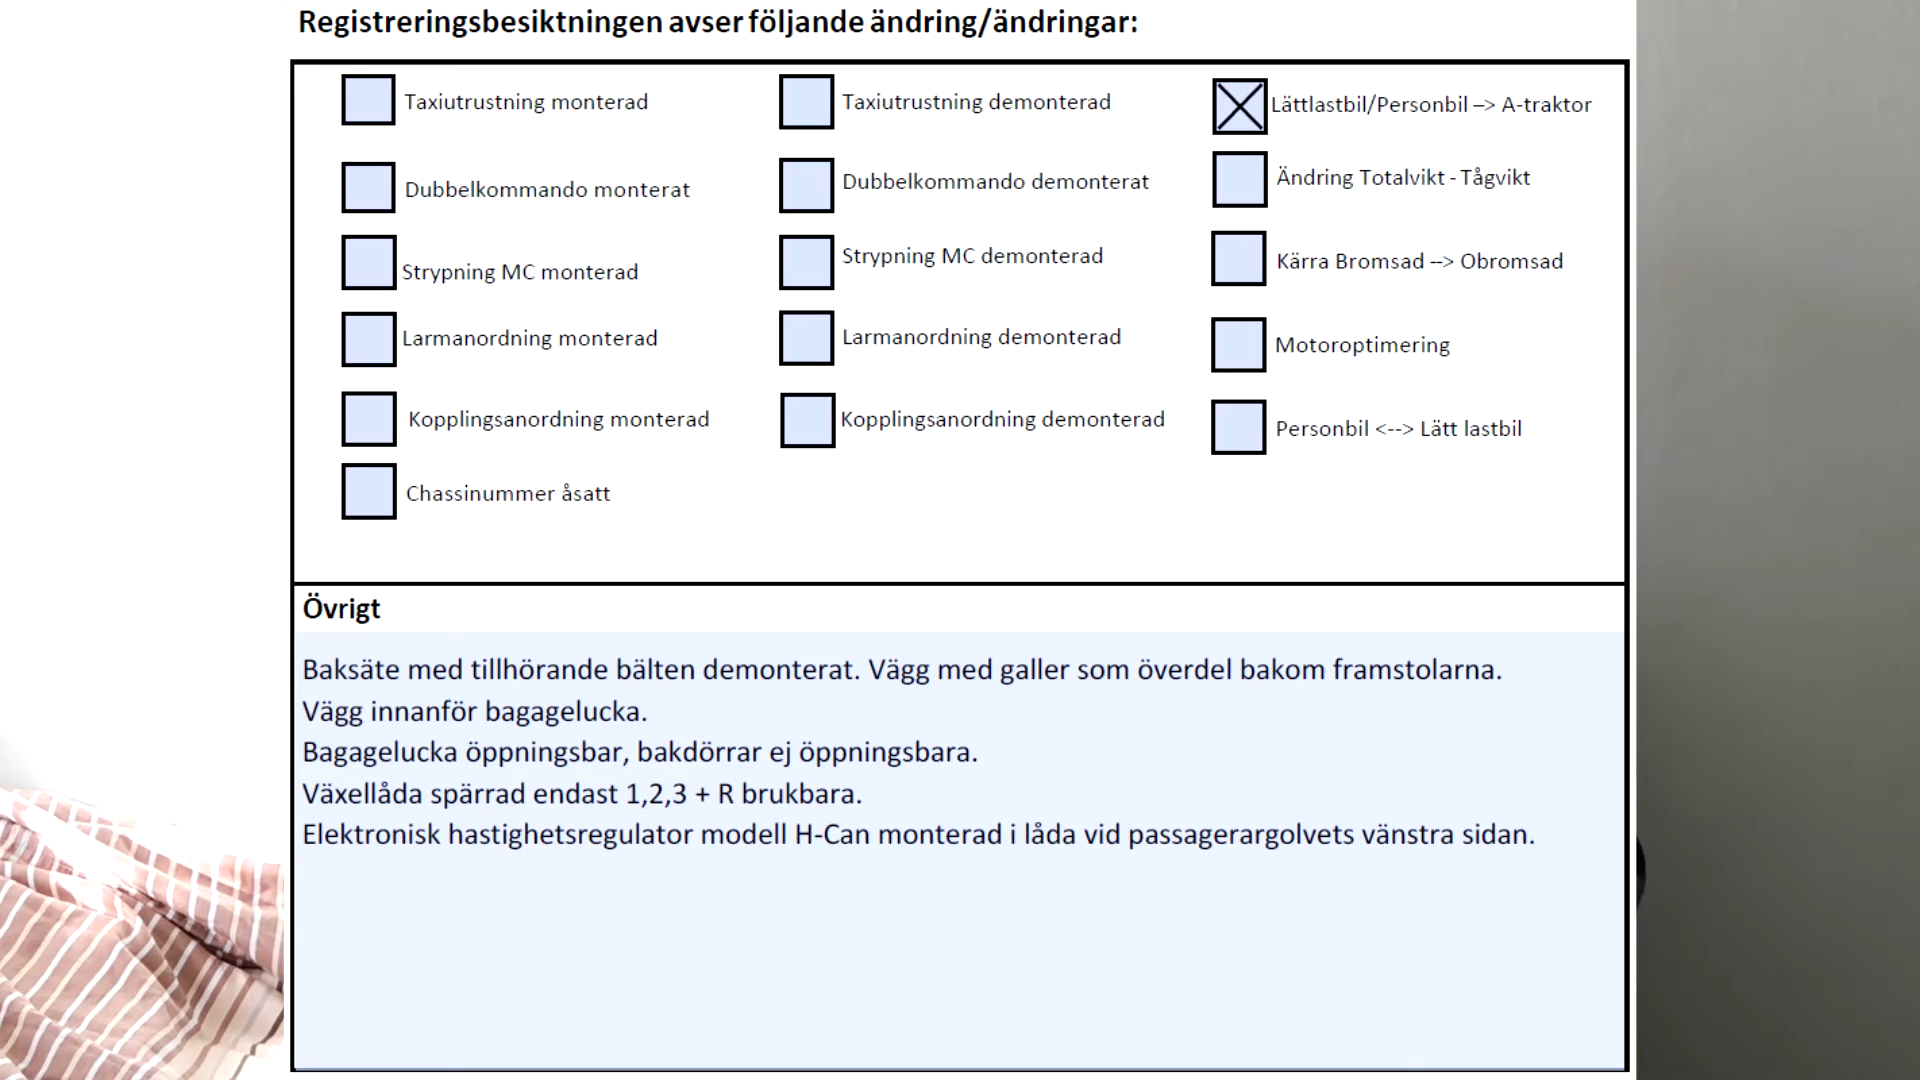 Registreringsbesiktningen avser följande ändring/ändringar:
Taxiutrustning monterad
Taxiutrustning demonterad
Lättlastbil/Personbil –> A-traktor
Dubbelkommando monterat
Dubbelkommando demonterat
Ändring Totalvikt - Tågvikt
Strypning MC monterad
Strypning MC demonterad
Kärra Bromsad --> Obromsad
Larmanordning monterad
Larmanordning demonterad
Motoroptimering
Kopplingsanordning monterad
Kopplingsanordning demonterad
Personbil <--> Lätt lastbil
Chassinummer åsatt
Övrigt
Baksäte med tillhörande bälten demonterat. Vägg med galler som överdel bakom framstolarna.
Vägg innanför bagagelucka.
Bagagelucka öppningsbar, bakdörrar ej öppningsbara.
Växellåda spärrad endast 1,2,3 + R brukbara.
Elektronisk hastighetsregulator modell H-Can monterad i låda vid passagerargolvets vänstra sidan.